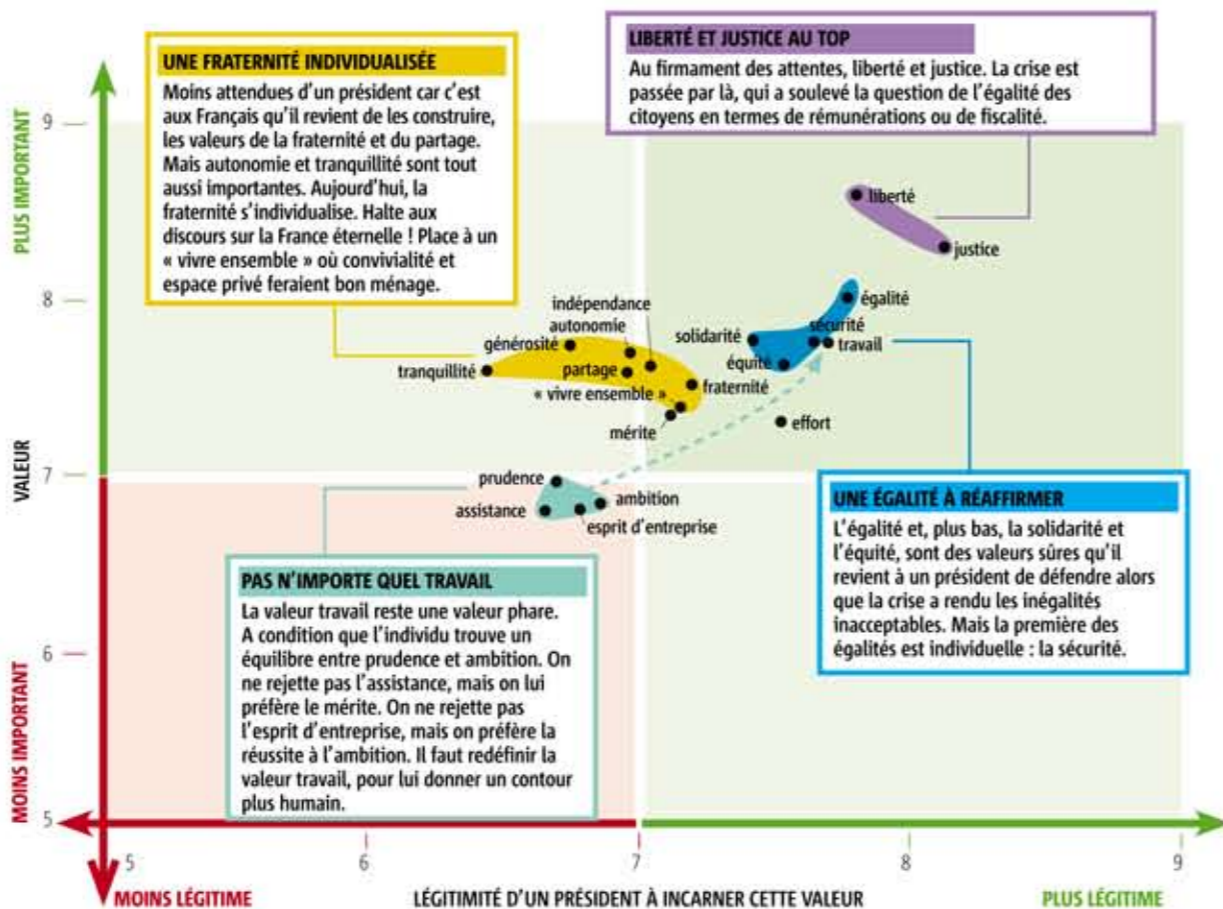 LIBERTÉ ET JUSTICE AU TOP
Au firmament des attentes, liberté et justice. La crise est
passée par là, qui a soulevé la question de l'égalité des
citoyens en termes de rémunérations ou de fiscalité.
UNE FRATERNITÉ INDIVIDUALISÉE
Moins attendues d'un président car c'est
aux Français qu'il revient de les construire,
les valeurs de la fraternité et du partage.
Mais autonomie et tranquillité sont tout
aussi importantes. Aujourd'hui, la
fraternité s'individualise. Halte aux
discours sur la France éternelle ! Place à un
« vivre ensemble » où convivialité et
espace privé feraient bon ménage.
PLUS IMPORTANT
VALEUR
MOINS IMPORTANT
9
8
7
6
5
liberté
justice
égalité
sécurité
solidarité
travail
équité
effort
indépendance
autonomie
générosité
tranquillité
partage
fraternité
« vivre ensemble »
mérite
prudence
ambition
assistance
esprit d'entreprise
UNE ÉGALITÉ À RÉAFFIRMER
L'égalité et, plus bas, la solidarité et
l'équité, sont des valeurs sûres qu'il
revient à un président de défendre alors
que la crise a rendu les inégalités
inacceptables. Mais la première des
égalités est individuelle : la sécurité.
PAS N'IMPORTE QUEL TRAVAIL
La valeur travail reste une valeur phare.
A condition que l'individu trouve un
équilibre entre prudence et ambition. On
ne rejette pas l'assistance, mais on lui
préfère le mérite. On ne rejette pas
l'esprit d'entreprise, mais on préfère la
réussite à l'ambition. Il faut redéfinir la
valeur travail, pour lui donner un contour
plus humain.
5
6
7
8
9
MOINS LÉGITIME
LÉGITIMITÉ D'UN PRÉSIDENT À INCARNER CETTE VALEUR
PLUS LÉGITIME